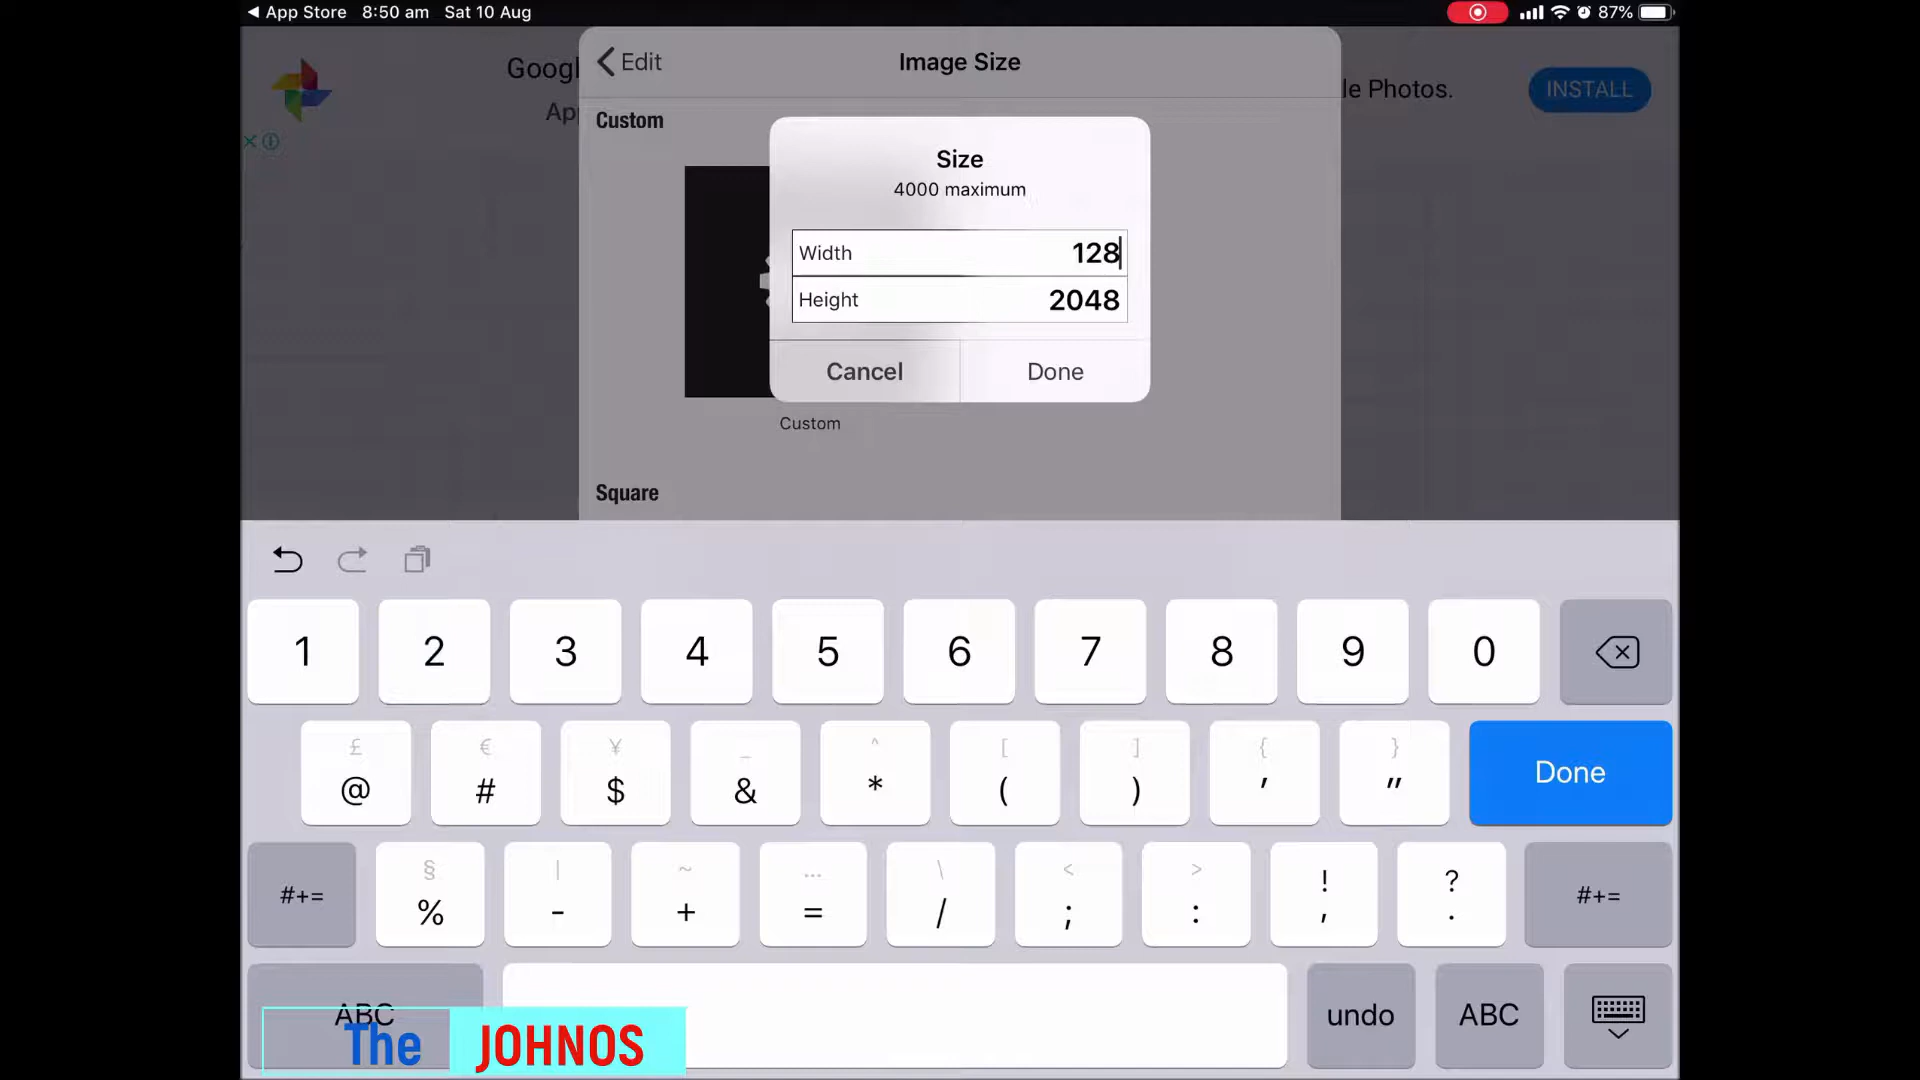 App Store 8:50 am Sat 10 Aug 87%
Googl
App
le Photos.
INSTALL
Edit Image Size
Custom
Size
4000 maximum
Width 128
Height 2048
Cancel Done
Custom
Square
1 2 3 4 5 6 7 8 9 0
£ € ¥ _ ^ [ ] { }
@ # $ & * ( ) ' "
Done
§ | ~ ... \ < > ! ?
#+= % - + = / ; : , . #+=
ABC undo ABC
The JOHNOS